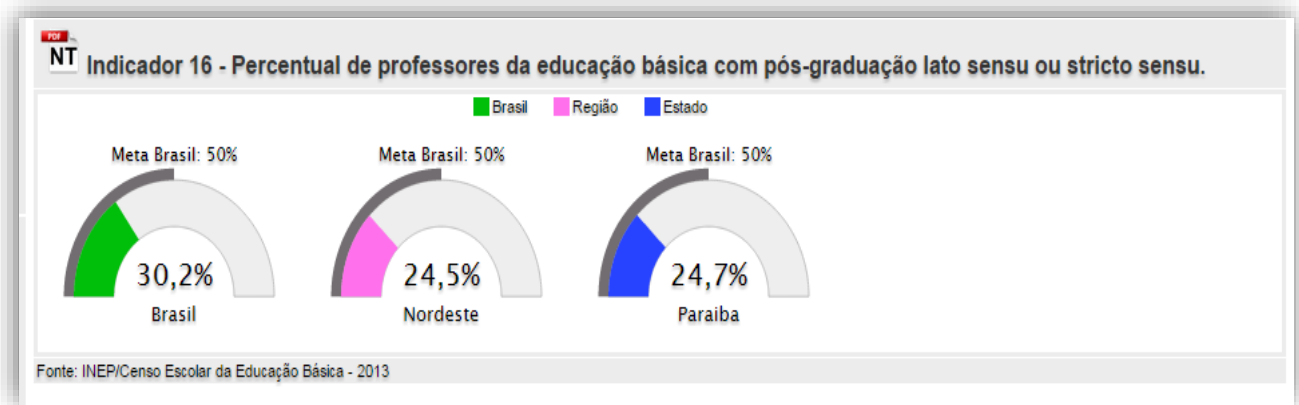 PDF
NT
Indicador 16 - Percentual de professores da educação básica com pós-graduação lato sensu ou stricto sensu.
Brasil Região Estado
Meta Brasil: 50% Meta Brasil: 50% Meta Brasil: 50%
30,2% 24,5% 24,7%
Brasil Nordeste Paraiba
Fonte: INEP/Censo Escolar da Educação Básica - 2013